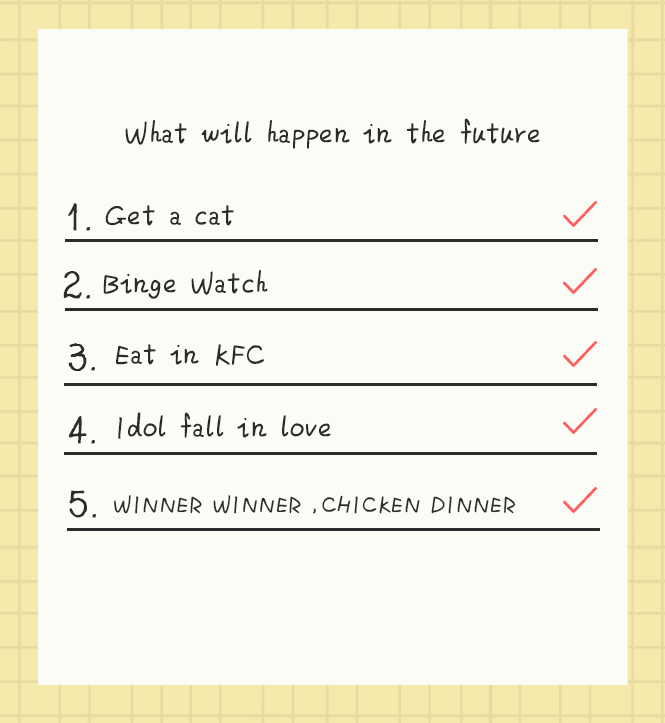 What will happen in the future
1. Get a cat
2. Binge Watch
3. Eat in KFC
4. Idol fall in love
5. WINNER WINNER ,CHICKEN DINNER